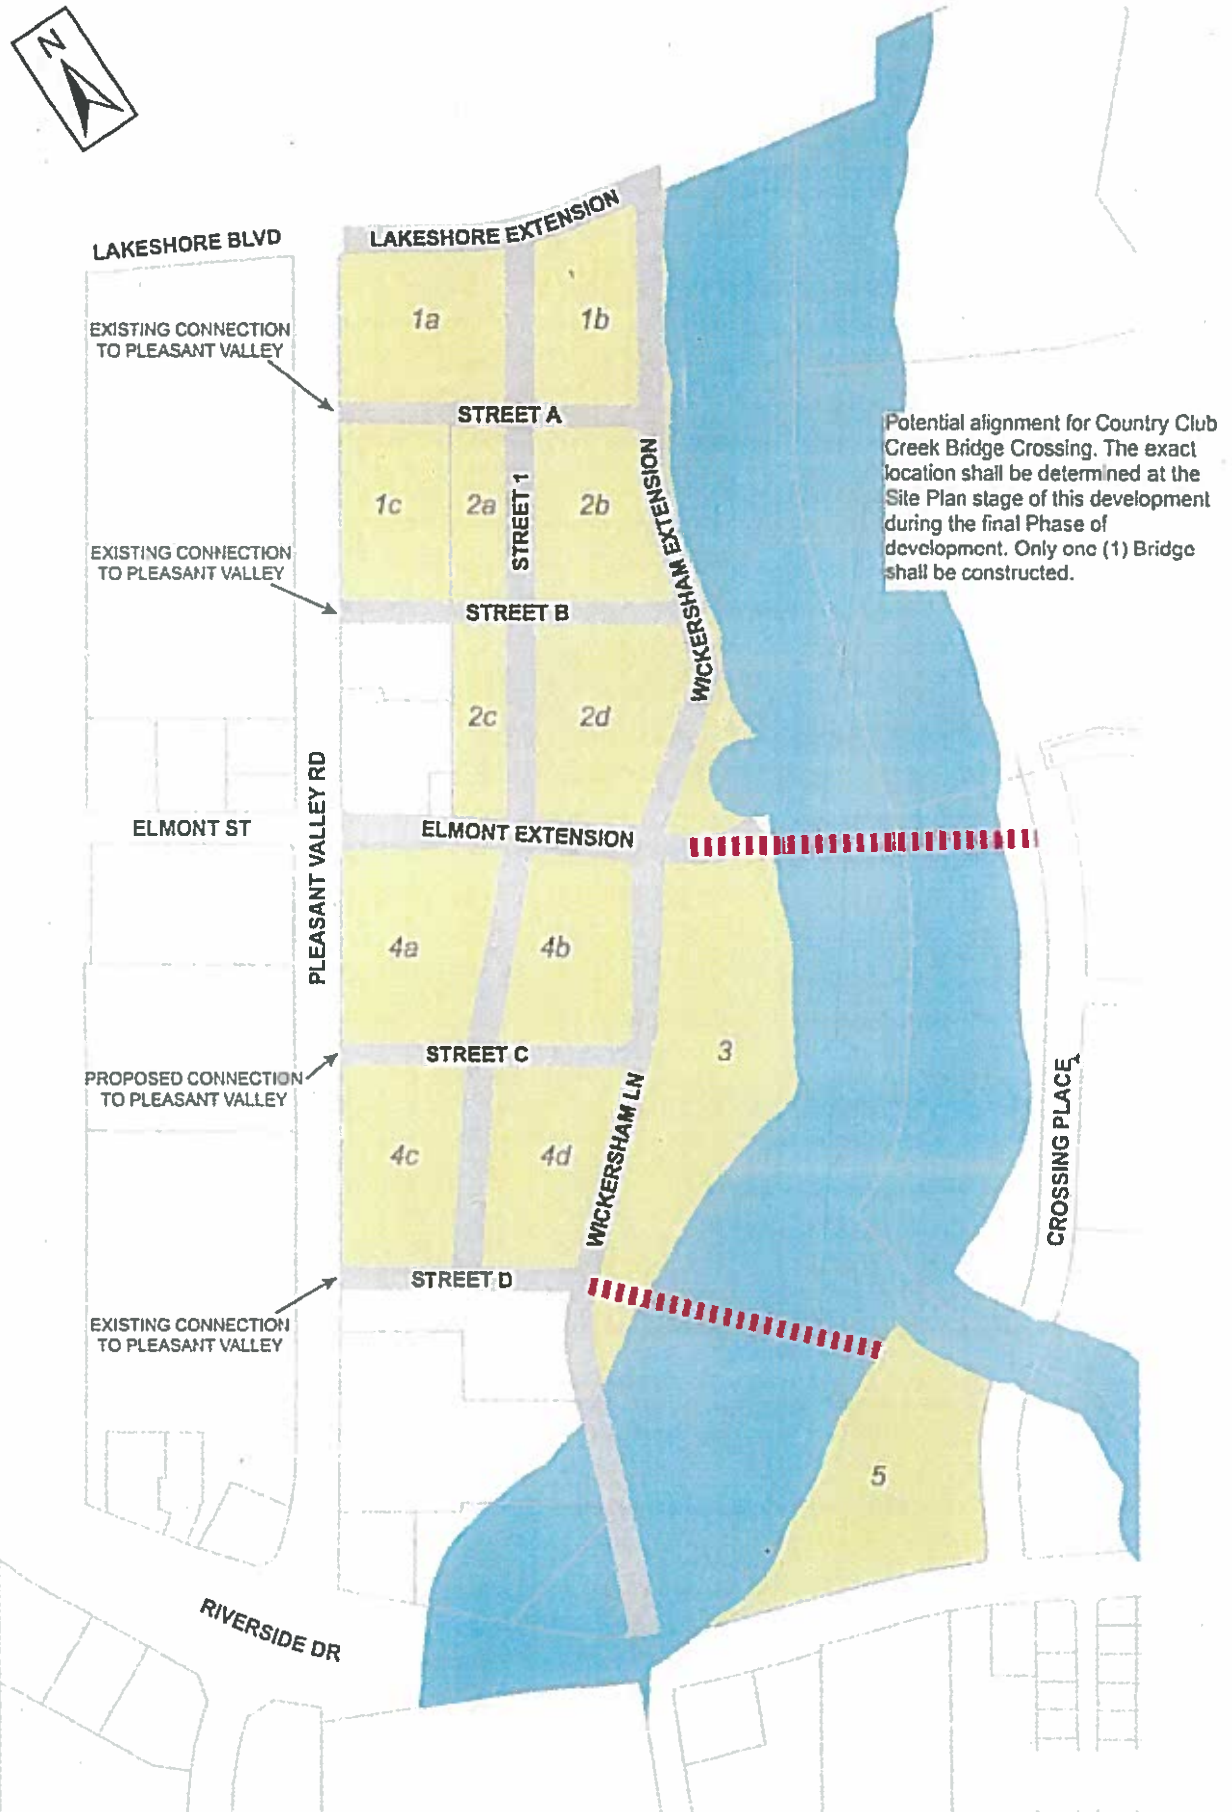 N
LAKESHORE BLVD
LAKESHORE EXTENSION
EXISTING CONNECTION
TO PLEASANT VALLEY
1a
1b
STREET A
Potential alignment for Country Club
Creek Bridge Crossing. The exact
location shall be determined at the
Site Plan stage of this development
during the final Phase of
development. Only one (1) Bridge
shall be constructed.
1c
2a
STREET 1
2b
WICKERSHAM EXTENSION
EXISTING CONNECTION
TO PLEASANT VALLEY
STREET B
2c
2d
PLEASANT VALLEY RD
ELMONT ST
ELMONT EXTENSION
4a
4b
3
STREET C
PROPOSED CONNECTION
TO PLEASANT VALLEY
WICKERSHAM LN
CROSSING PLACE
4c
4d
STREET D
EXISTING CONNECTION
TO PLEASANT VALLEY
5
RIVERSIDE DR